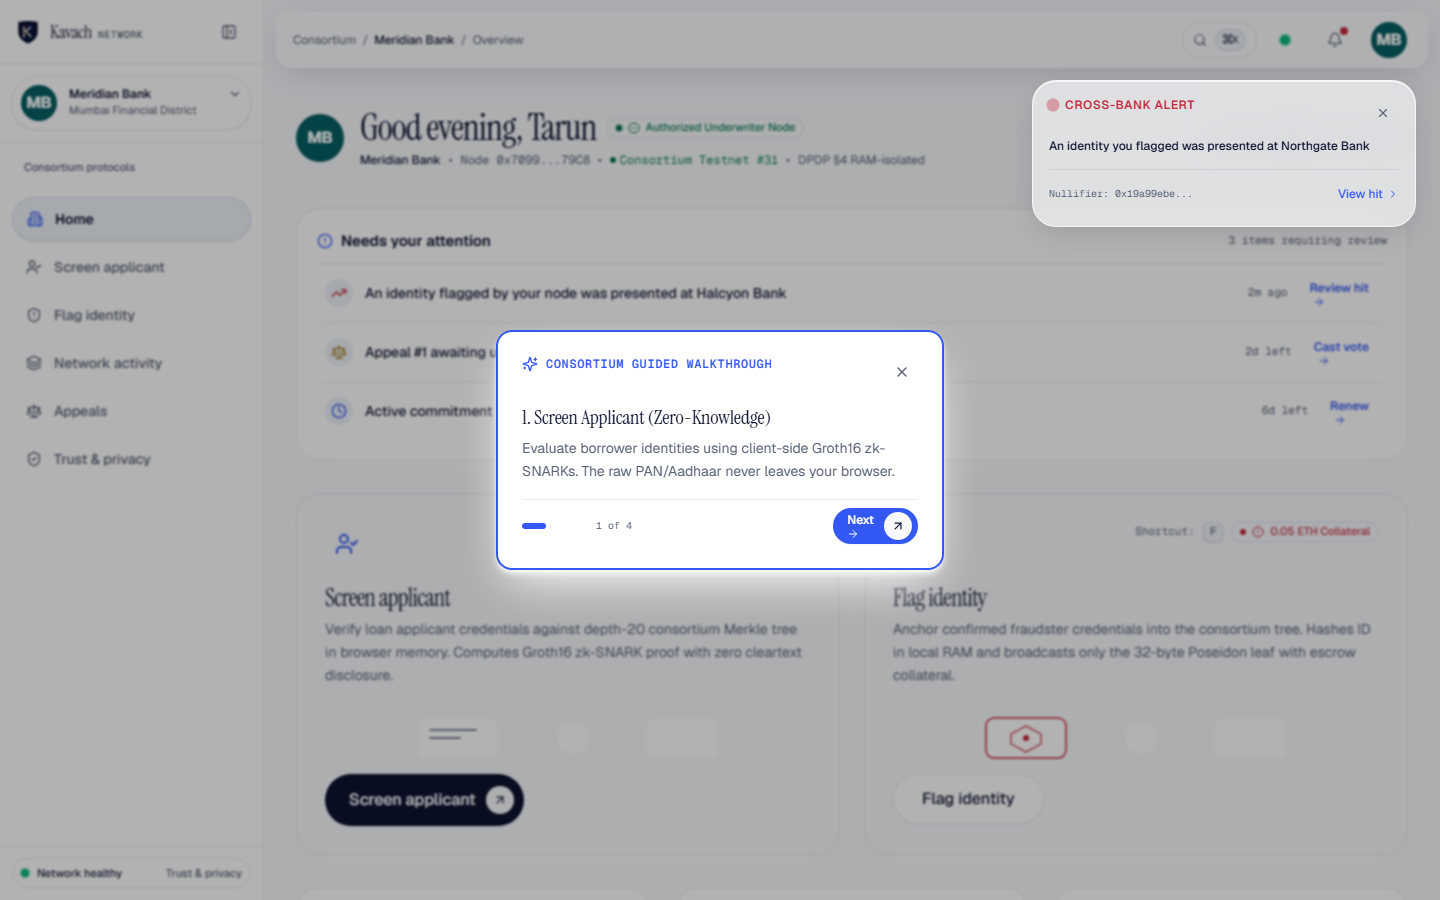 Kavach NETWORK
Consortium / Meridian Bank / Overview
MB
MB
Meridian Bank
Mumbai Financial District
CROSS-BANK ALERT
An identity you flagged was presented at Northgate Bank
Nullifier: 0x19a99ebe...
View hit
MB
Good evening, Tarun
Authorized Underwriter Node
Meridian Bank • Node 0x7099...79C8 • Consortium Testnet #31 • DPDP §4 RAM-isolated
Consortium protocols
Home
Screen applicant
Flag identity
Network activity
Appeals
Trust & privacy
Needs your attention
3 items requiring review
An identity flagged by your node was presented at Halcyon Bank
2m ago
Review hit →
Appeal #1 awaiting
2d left
Cast vote →
Active commitment
6d left
Renew →
CONSORTIUM GUIDED WALKTHROUGH
1. Screen Applicant (Zero-Knowledge)
Evaluate borrower identities using client-side Groth16 zk-
SNARKs. The raw PAN/Aadhaar never leaves your browser.
1 of 4
Next →
Screen applicant
Verify loan applicant credentials against depth-20 consortium Merkle tree
in browser memory. Computes Groth16 zk-SNARK proof with zero cleartext
disclosure.
Screen applicant
Shortcut: F
0.05 ETH Collateral
Flag identity
Anchor confirmed fraudster credentials into the consortium tree. Hashes ID
in local RAM and broadcasts only the 32-byte Poseidon leaf with escrow
collateral.
Flag identity
Network healthy
Trust & privacy